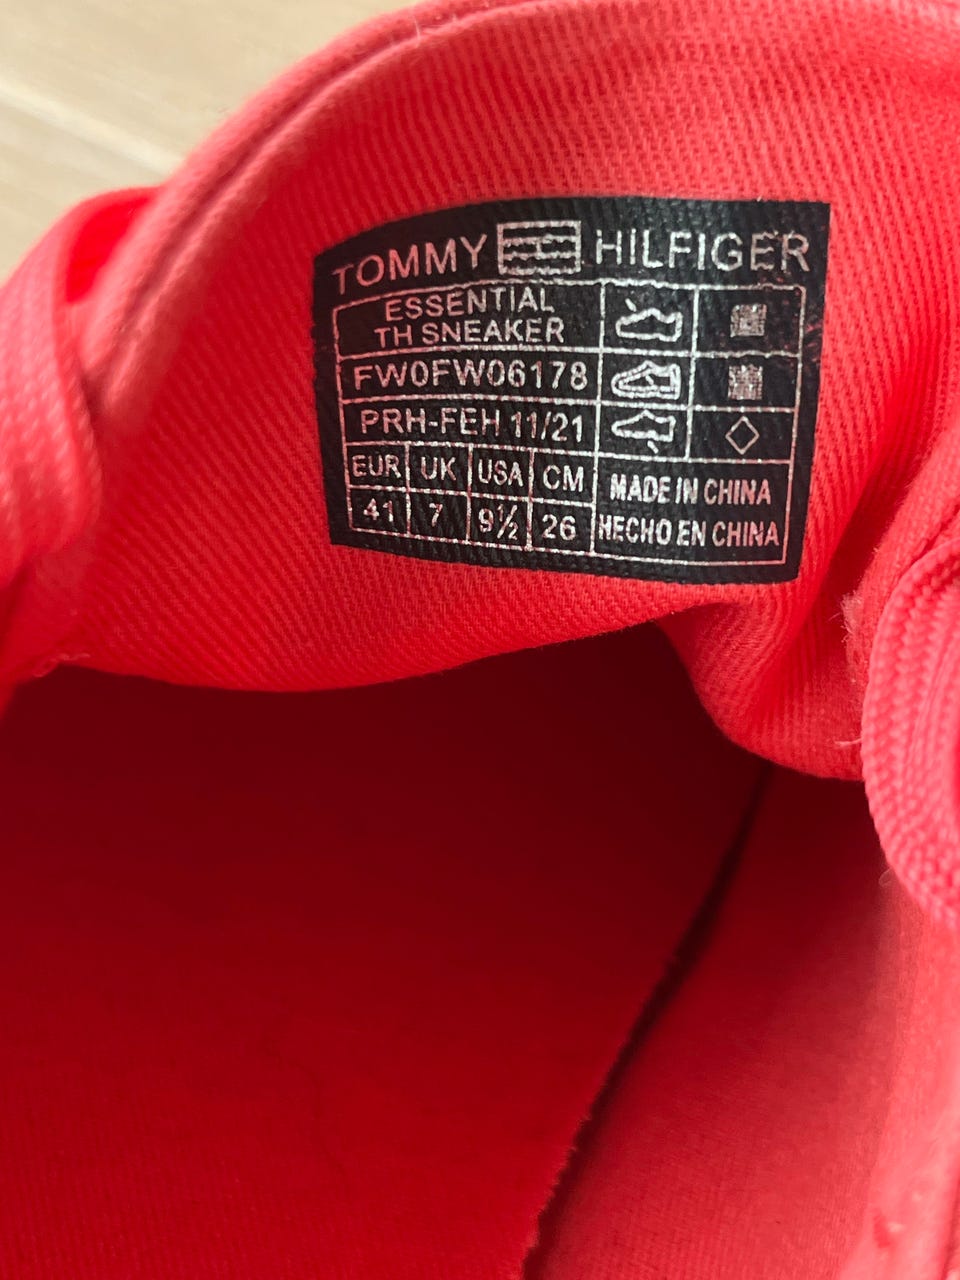 TOMMY HILFIGER
ESSENTIAL
TH SNEAKER
FW0FW06178
PRH-FEH 11/21
EUR UK USA CM
41 7 9½ 26
MADE IN CHINA
HECHO EN CHINA